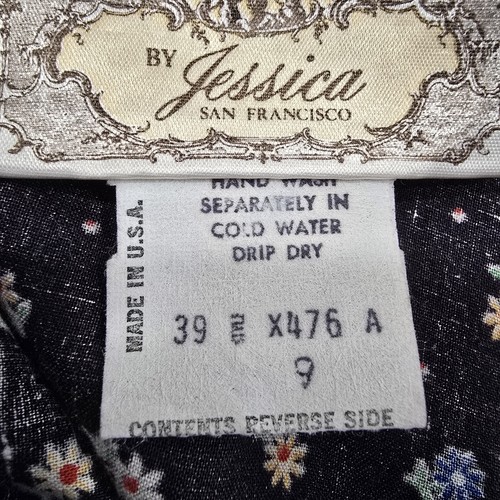 BY Jessica
SAN FRANCISCO
HAND WASH
SEPARATELY IN
COLD WATER
DRIP DRY
MADE IN U.S.A.
39 X476 A
9
CONTENTS REVERSE SIDE